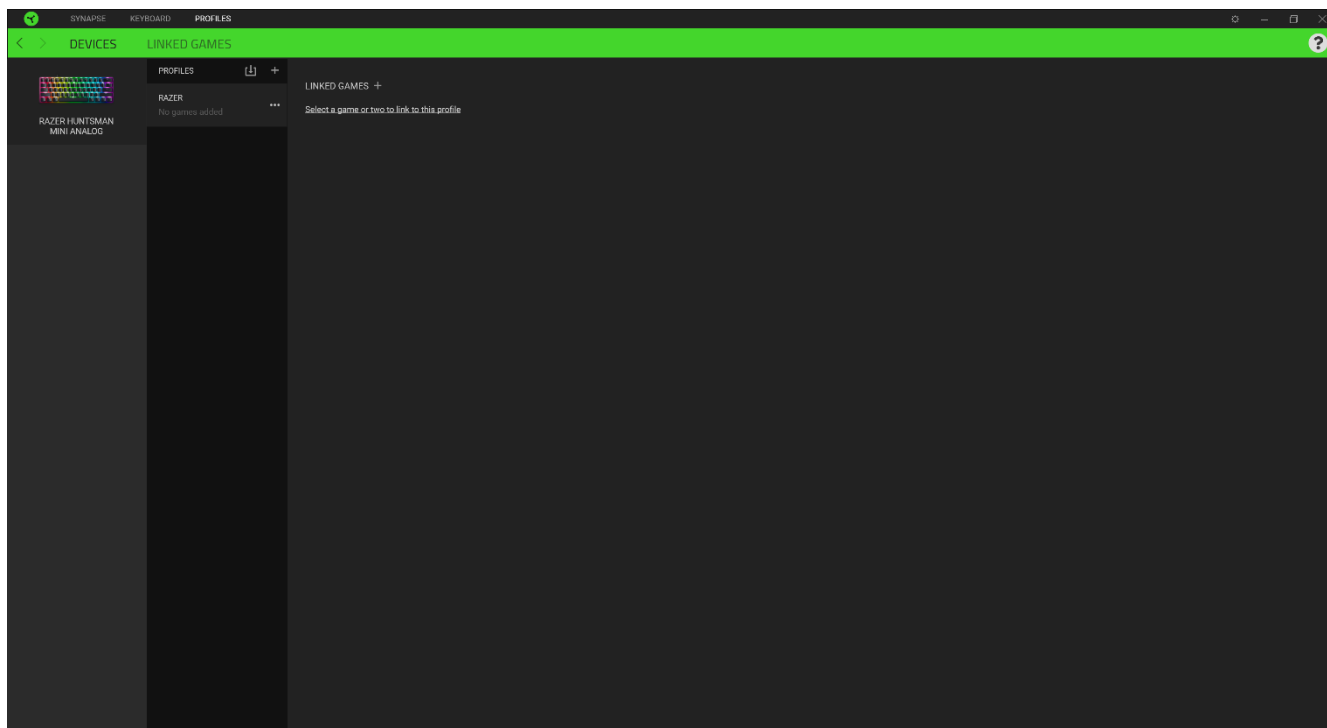 SYNAPSE KEYBOARD PROFILES
DEVICES LINKED GAMES
?
RAZER HUNTSMAN
MINI ANALOG
PROFILES
RAZER
No games added
LINKED GAMES +
Select a game or two to link to this profile